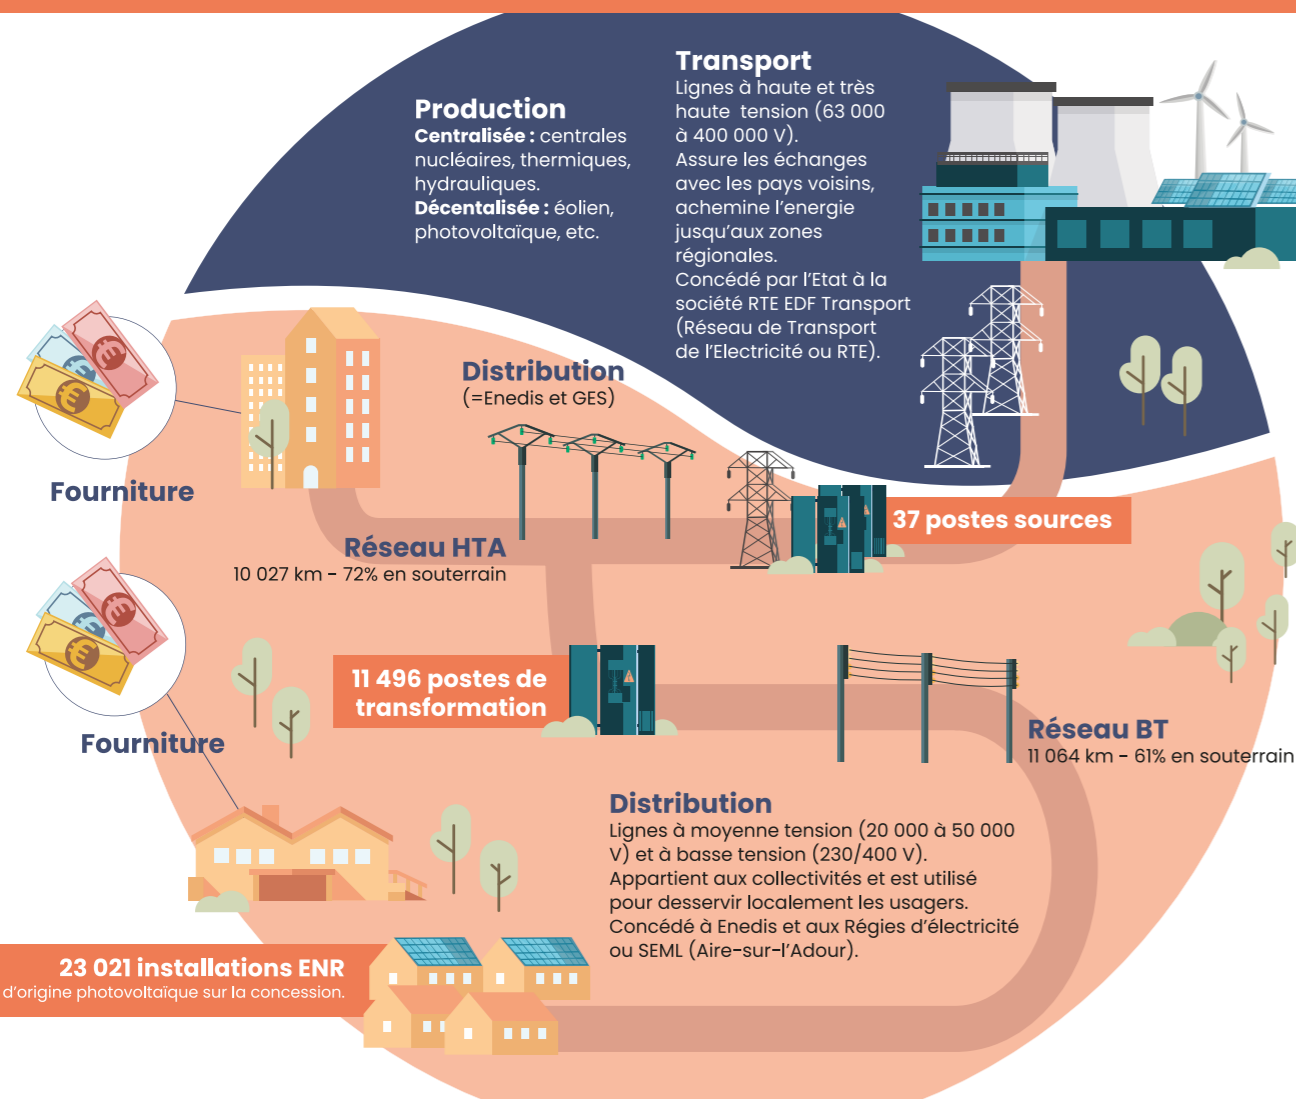 Production
Centralisée : centrales
nucléaires, thermiques,
hydrauliques.
Décentalisée : éolien,
photovoltaïque, etc.
Transport
Lignes à haute et très
haute tension (63 000
à 400 000 V).
Assure les échanges
avec les pays voisins,
achemine l'energie
jusqu'aux zones
régionales.
Concédé par l'Etat à la
société RTE EDF Transport
(Réseau de Transport
de l'Electricité ou RTE).
Distribution
(=Enedis et GES)
Fourniture
37 postes sources
Réseau HTA
10 027 km - 72% en souterrain
11 496 postes de
transformation
Fourniture
Réseau BT
11 064 km - 61% en souterrain
Distribution
Lignes à moyenne tension (20 000 à 50 000
V) et à basse tension (230/400 V).
Appartient aux collectivités et est utilisé
pour desservir localement les usagers.
Concédé à Enedis et aux Régies d'électricité
ou SEML (Aire-sur-l'Adour).
23 021 installations ENR
d'origine photovoltaïque sur la concession.